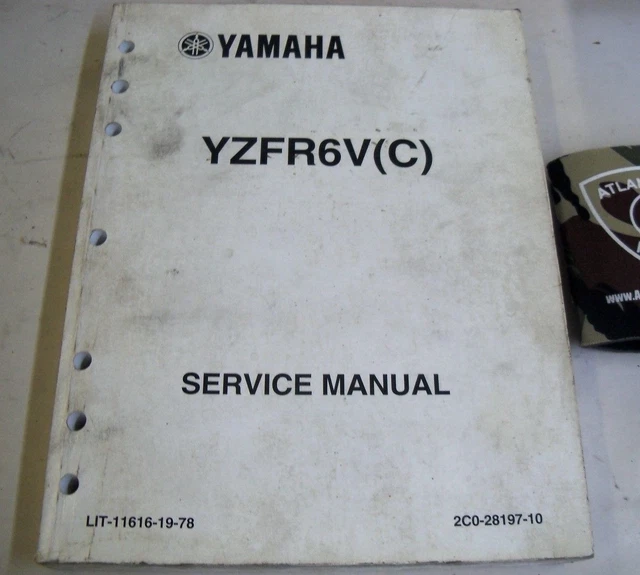 YAMAHA
YZFR6V(C)
SERVICE MANUAL
LIT-11616-19-78
2C0-28197-10